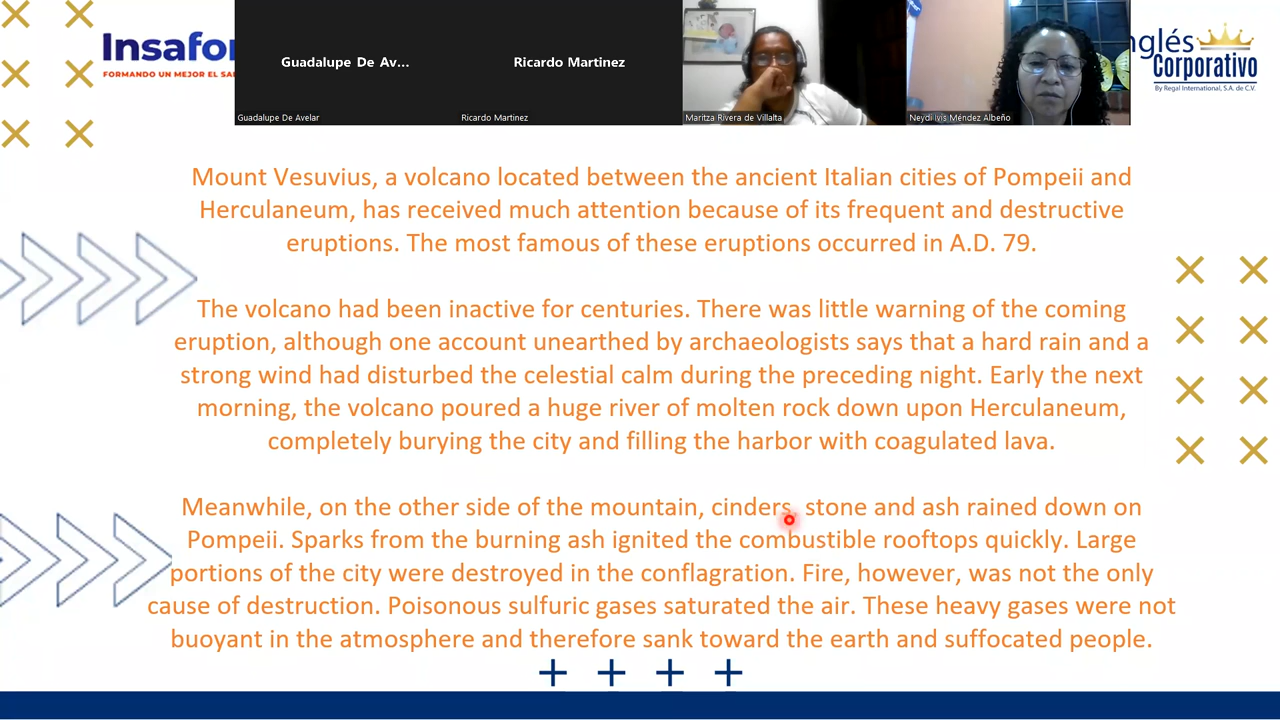 Insafor
FORMANDO UN MEJOR EL SAL
Guadalupe De Av...
Ricardo Martinez
Guadalupe De Avelar
Ricardo Martinez
Maritza Rivera de Villalta
Neydi Ivis Méndez Albeño
nglés
Corporativo
By Regal International, S.A. de C.V.
Mount Vesuvius, a volcano located between the ancient Italian cities of Pompeii and
Herculaneum, has received much attention because of its frequent and destructive
eruptions. The most famous of these eruptions occurred in A.D. 79.
The volcano had been inactive for centuries. There was little warning of the coming
eruption, although one account unearthed by archaeologists says that a hard rain and a
strong wind had disturbed the celestial calm during the preceding night. Early the next
morning, the volcano poured a huge river of molten rock down upon Herculaneum,
completely burying the city and filling the harbor with coagulated lava.
Meanwhile, on the other side of the mountain, cinders, stone and ash rained down on
Pompeii. Sparks from the burning ash ignited the combustible rooftops quickly. Large
portions of the city were destroyed in the conflagration. Fire, however, was not the only
cause of destruction. Poisonous sulfuric gases saturated the air. These heavy gases were not
buoyant in the atmosphere and therefore sank toward the earth and suffocated people.